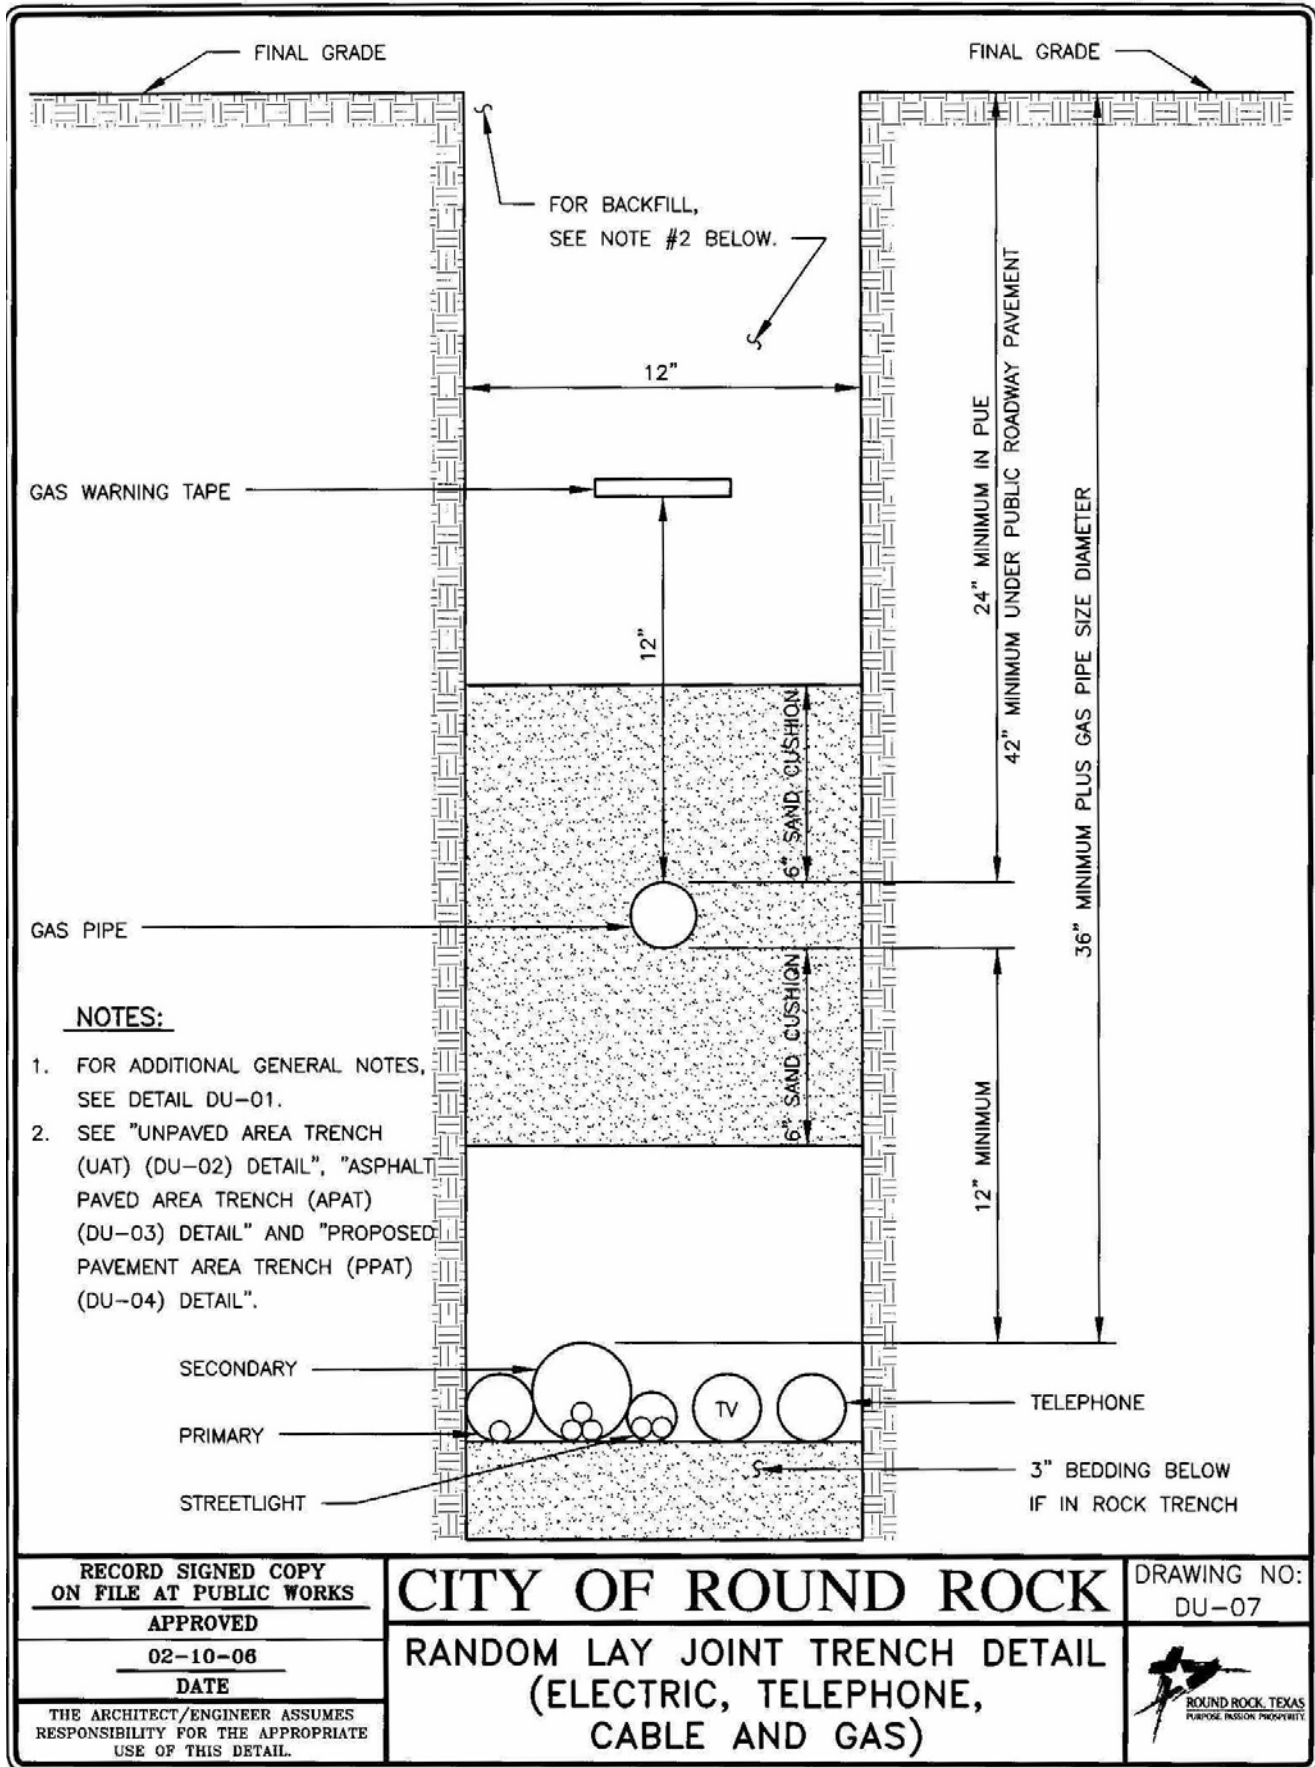 FINAL GRADE
FINAL GRADE
FOR BACKFILL,
SEE NOTE #2 BELOW.
12"
24" MINIMUM IN PUE
42" MINIMUM UNDER PUBLIC ROADWAY PAVEMENT
36" MINIMUM PLUS GAS PIPE SIZE DIAMETER
GAS WARNING TAPE
12"
6" SAND CUSHION
GAS PIPE
6" SAND CUSHION
12" MINIMUM
NOTES:
1. FOR ADDITIONAL GENERAL NOTES,
SEE DETAIL DU-01.
2. SEE "UNPAVED AREA TRENCH
(UAT) (DU-02) DETAIL", "ASPHALT
PAVED AREA TRENCH (APAT)
(DU-03) DETAIL" AND "PROPOSED
PAVEMENT AREA TRENCH (PPAT)
(DU-04) DETAIL".
SECONDARY
TV
TELEPHONE
PRIMARY
STREETLIGHT
3" BEDDING BELOW
IF IN ROCK TRENCH
RECORD SIGNED COPY
ON FILE AT PUBLIC WORKS
APPROVED
02-10-06
DATE
THE ARCHITECT/ENGINEER ASSUMES
RESPONSIBILITY FOR THE APPROPRIATE
USE OF THIS DETAIL.
CITY OF ROUND ROCK
RANDOM LAY JOINT TRENCH DETAIL
(ELECTRIC, TELEPHONE,
CABLE AND GAS)
DRAWING NO:
DU-07
ROUND ROCK, TEXAS
PURPOSE. PASSION. PROSPERITY.